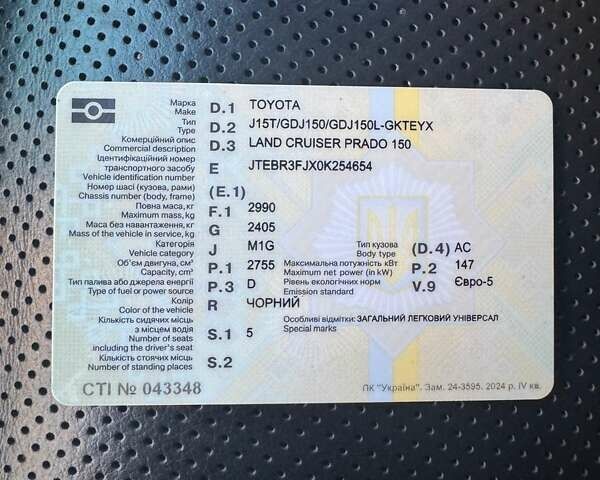 Марка
Make D.1 TOYOTA
Тип
Type D.2 J15T/GDJ150/GDJ150L-GKTEYX
Комерційний опис
Commercial description D.3 LAND CRUISER PRADO 150
Ідентифікаційний номер
транспортного засобу
Vehicle identification number E JTEBR3FJX0K254654
Номер шасі (кузова, рами)
Chassis number (body, frame) (E.1)
Повна маса, кг
Maximum mass, kg F.1 2990
Маса без навантаження, кг
Mass of the vehicle in service, kg G 2405
Категорія
Vehicle category J M1G Тип кузова
Body type (D.4) AC
Об'єм двигуна, см³
Capacity, cm³ P.1 2755 Максимальна потужність кВт
Maximum net power (in kW) P.2 147
Тип палива або джерела енергії
Type of fuel or power source P.3 D Рівень екологічних норм
Emission standard V.9 Євро-5
Колір
Color of the vehicle R ЧОРНИЙ
Кількість сидячих місць
з місцем водія
Number of seats
including the driver's seat S.1 5 Особливі відмітки: ЗАГАЛЬНИЙ ЛЕГКОВИЙ УНІВЕРСАЛ
Special marks
Кількість стоячих місць
Number of standing places S.2
СТІ № 043348
ПК "Україна". Зам. 24-3595. 2024 р. IV кв.